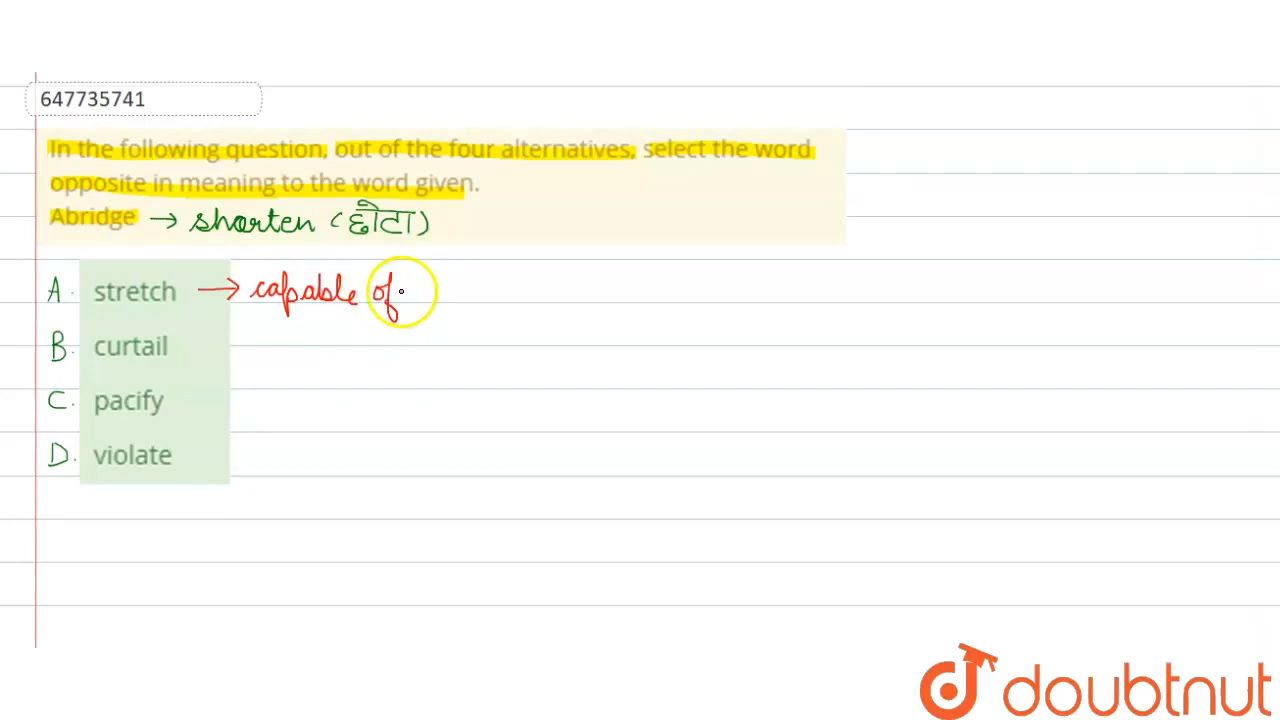 647735741
In the following question, out of the four alternatives, select the word
opposite in meaning to the word given.
Abridge → shorten (छोटा)
A. stretch → capable of
B. curtail
C. pacify
D. violate
doubtnut